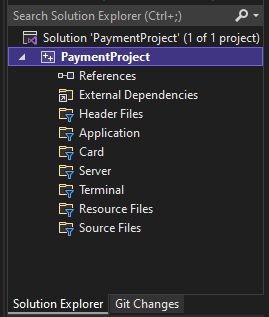 Search Solution Explorer (Ctrl+;)
Solution 'PaymentProject' (1 of 1 project)
PaymentProject
References
External Dependencies
Header Files
Application
Card
Server
Terminal
Resource Files
Source Files
Solution Explorer Git Changes